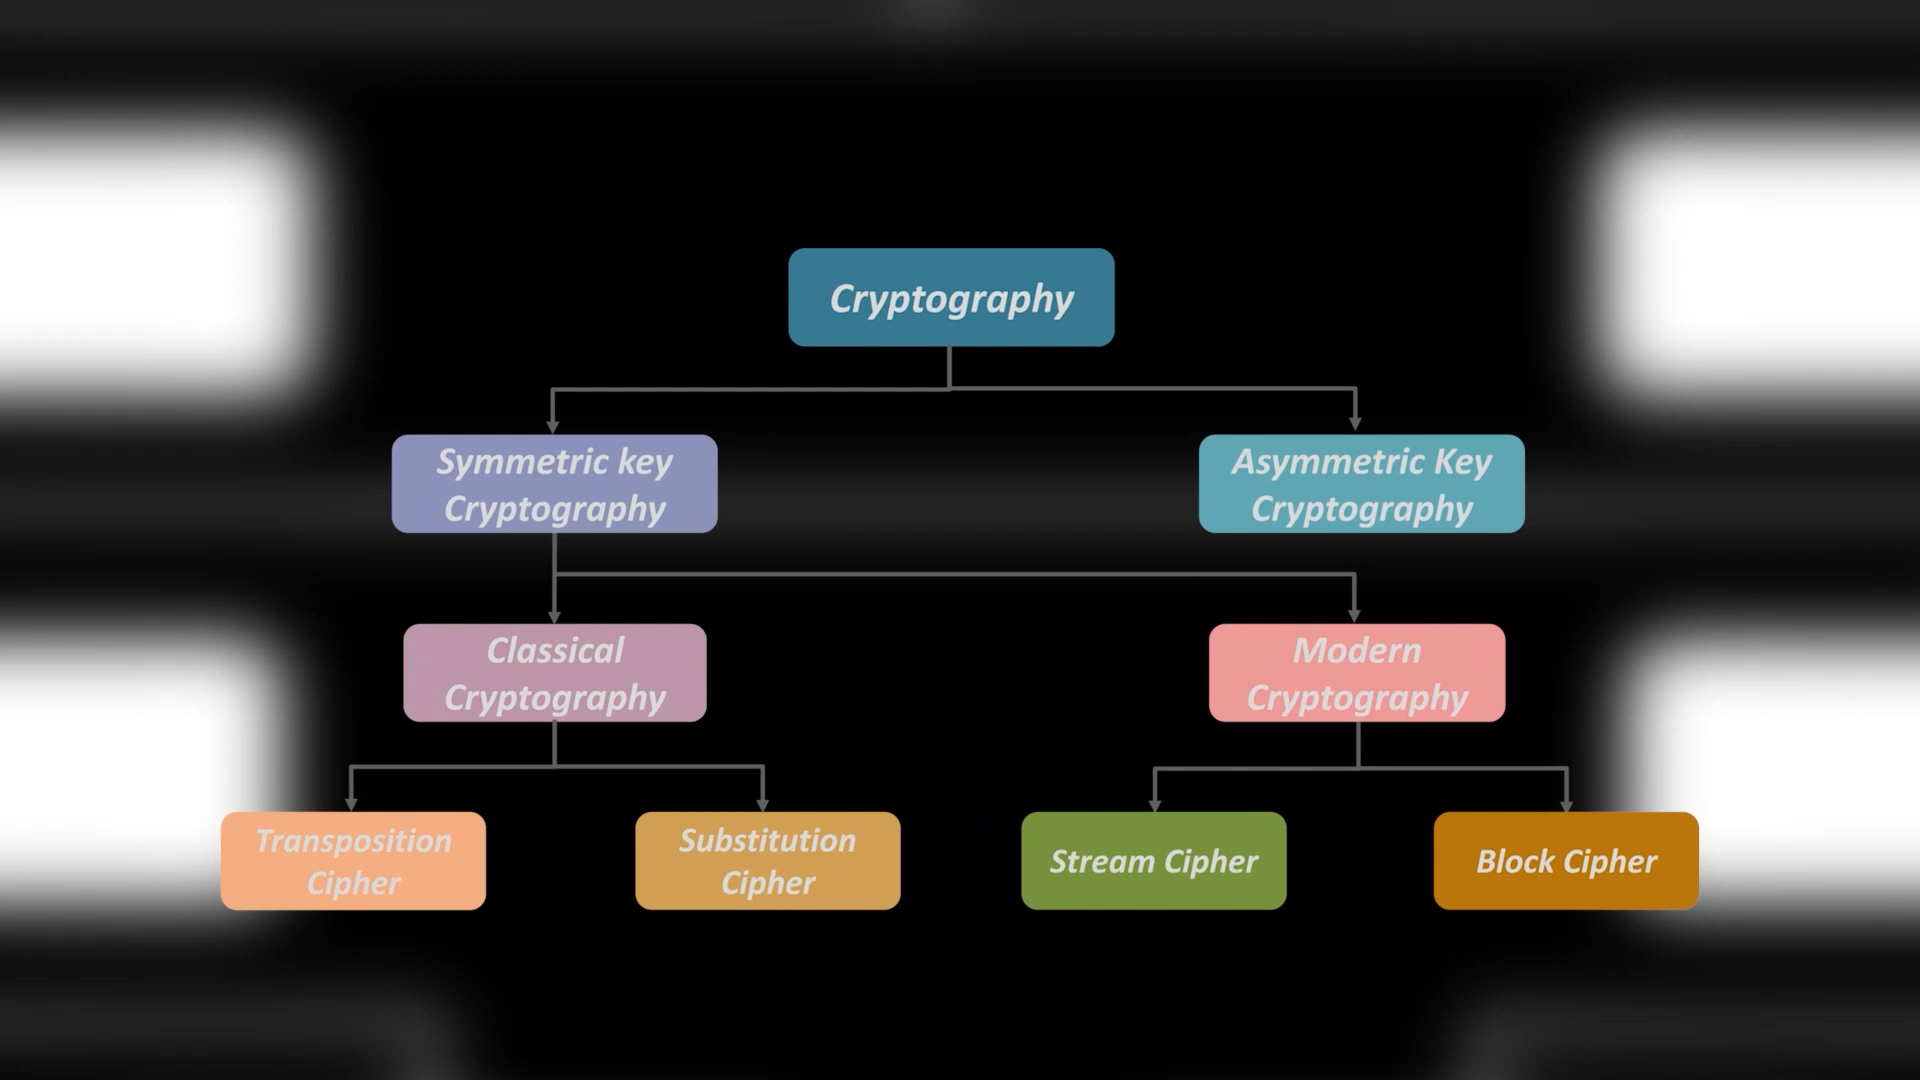 Cryptography
Symmetric key
Cryptography
Asymmetric Key
Cryptography
Classical
Cryptography
Modern
Cryptography
Transposition
Cipher
Substitution
Cipher
Stream Cipher
Block Cipher